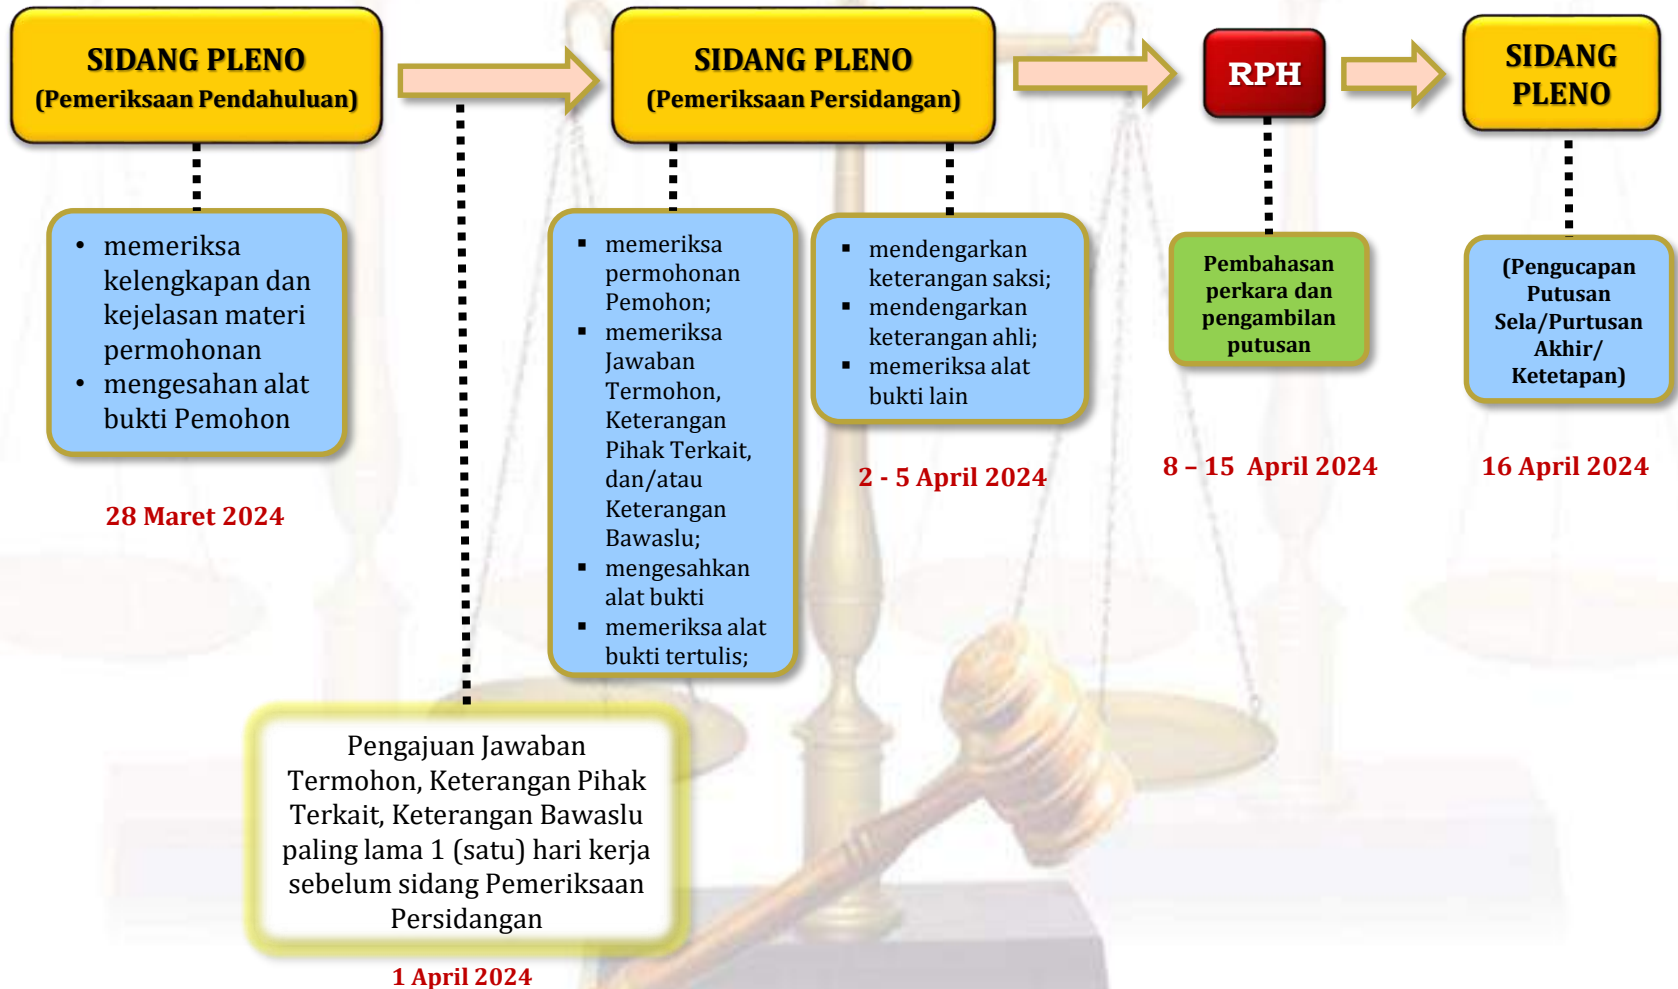 SIDANG PLENO
(Pemeriksaan Pendahuluan)
• memeriksa
kelengkapan dan
kejelasan materi
permohonan
• mengesahan alat
bukti Pemohon
28 Maret 2024
Pengajuan Jawaban
Termohon, Keterangan Pihak
Terkait, Keterangan Bawaslu
paling lama 1 (satu) hari kerja
sebelum sidang Pemeriksaan
Persidangan
1 April 2024
SIDANG PLENO
(Pemeriksaan Persidangan)
▪ memeriksa
permohonan
Pemohon;
▪ memeriksa
Jawaban
Termohon,
Keterangan
Pihak Terkait,
dan/atau
Keterangan
Bawaslu;
▪ mengesahkan
alat bukti
▪ memeriksa alat
bukti tertulis;
▪ mendengarkan
keterangan saksi;
▪ mendengarkan
keterangan ahli;
▪ memeriksa alat
bukti lain
2 - 5 April 2024
RPH
Pembahasan
perkara dan
pengambilan
putusan
8 – 15 April 2024
SIDANG
PLENO
(Pengucapan
Putusan
Sela/Purtusan
Akhir/
Ketetapan)
16 April 2024